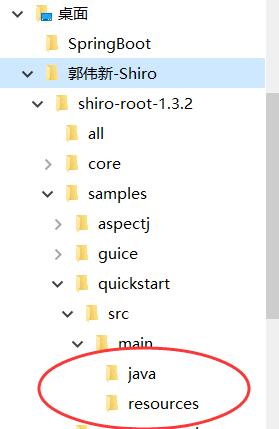 桌面
SpringBoot
郭伟新-Shiro
shiro-root-1.3.2
all
core
samples
aspectj
guice
quickstart
src
main
java
resources